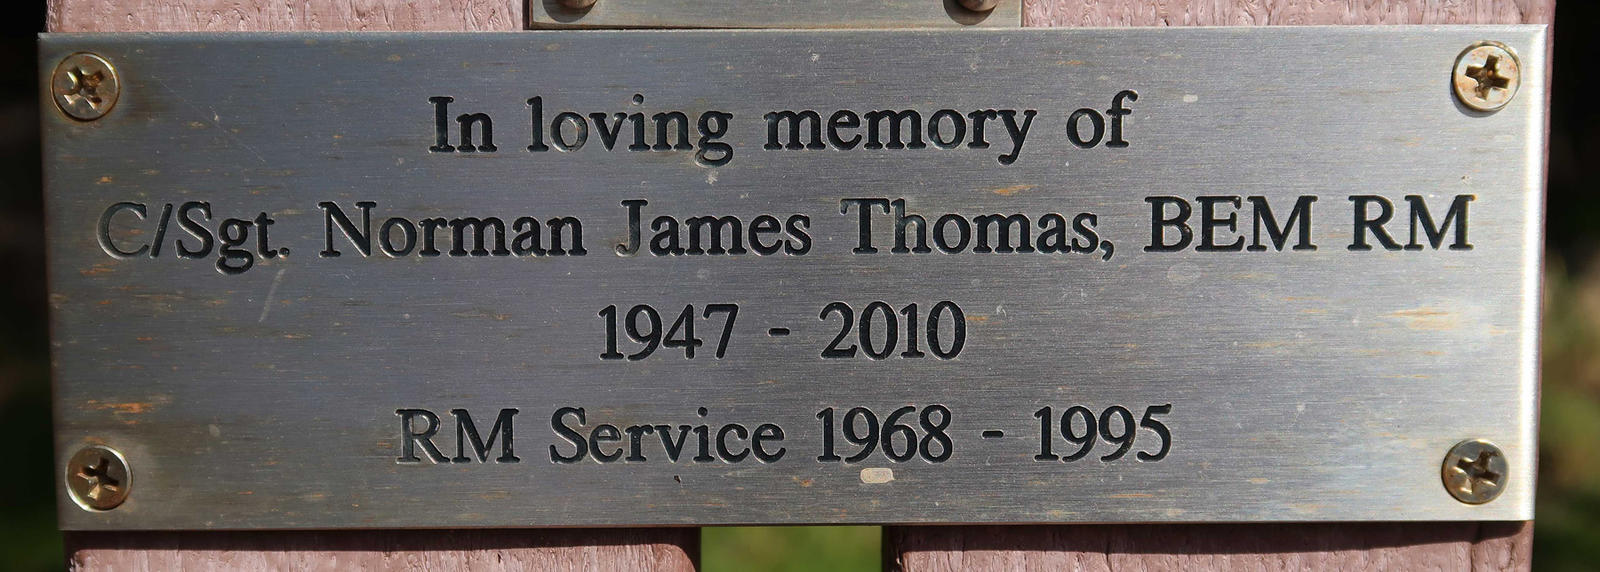 In loving memory of
C/Sgt. Norman James Thomas, BEM RM
1947 - 2010
RM Service 1968 - 1995